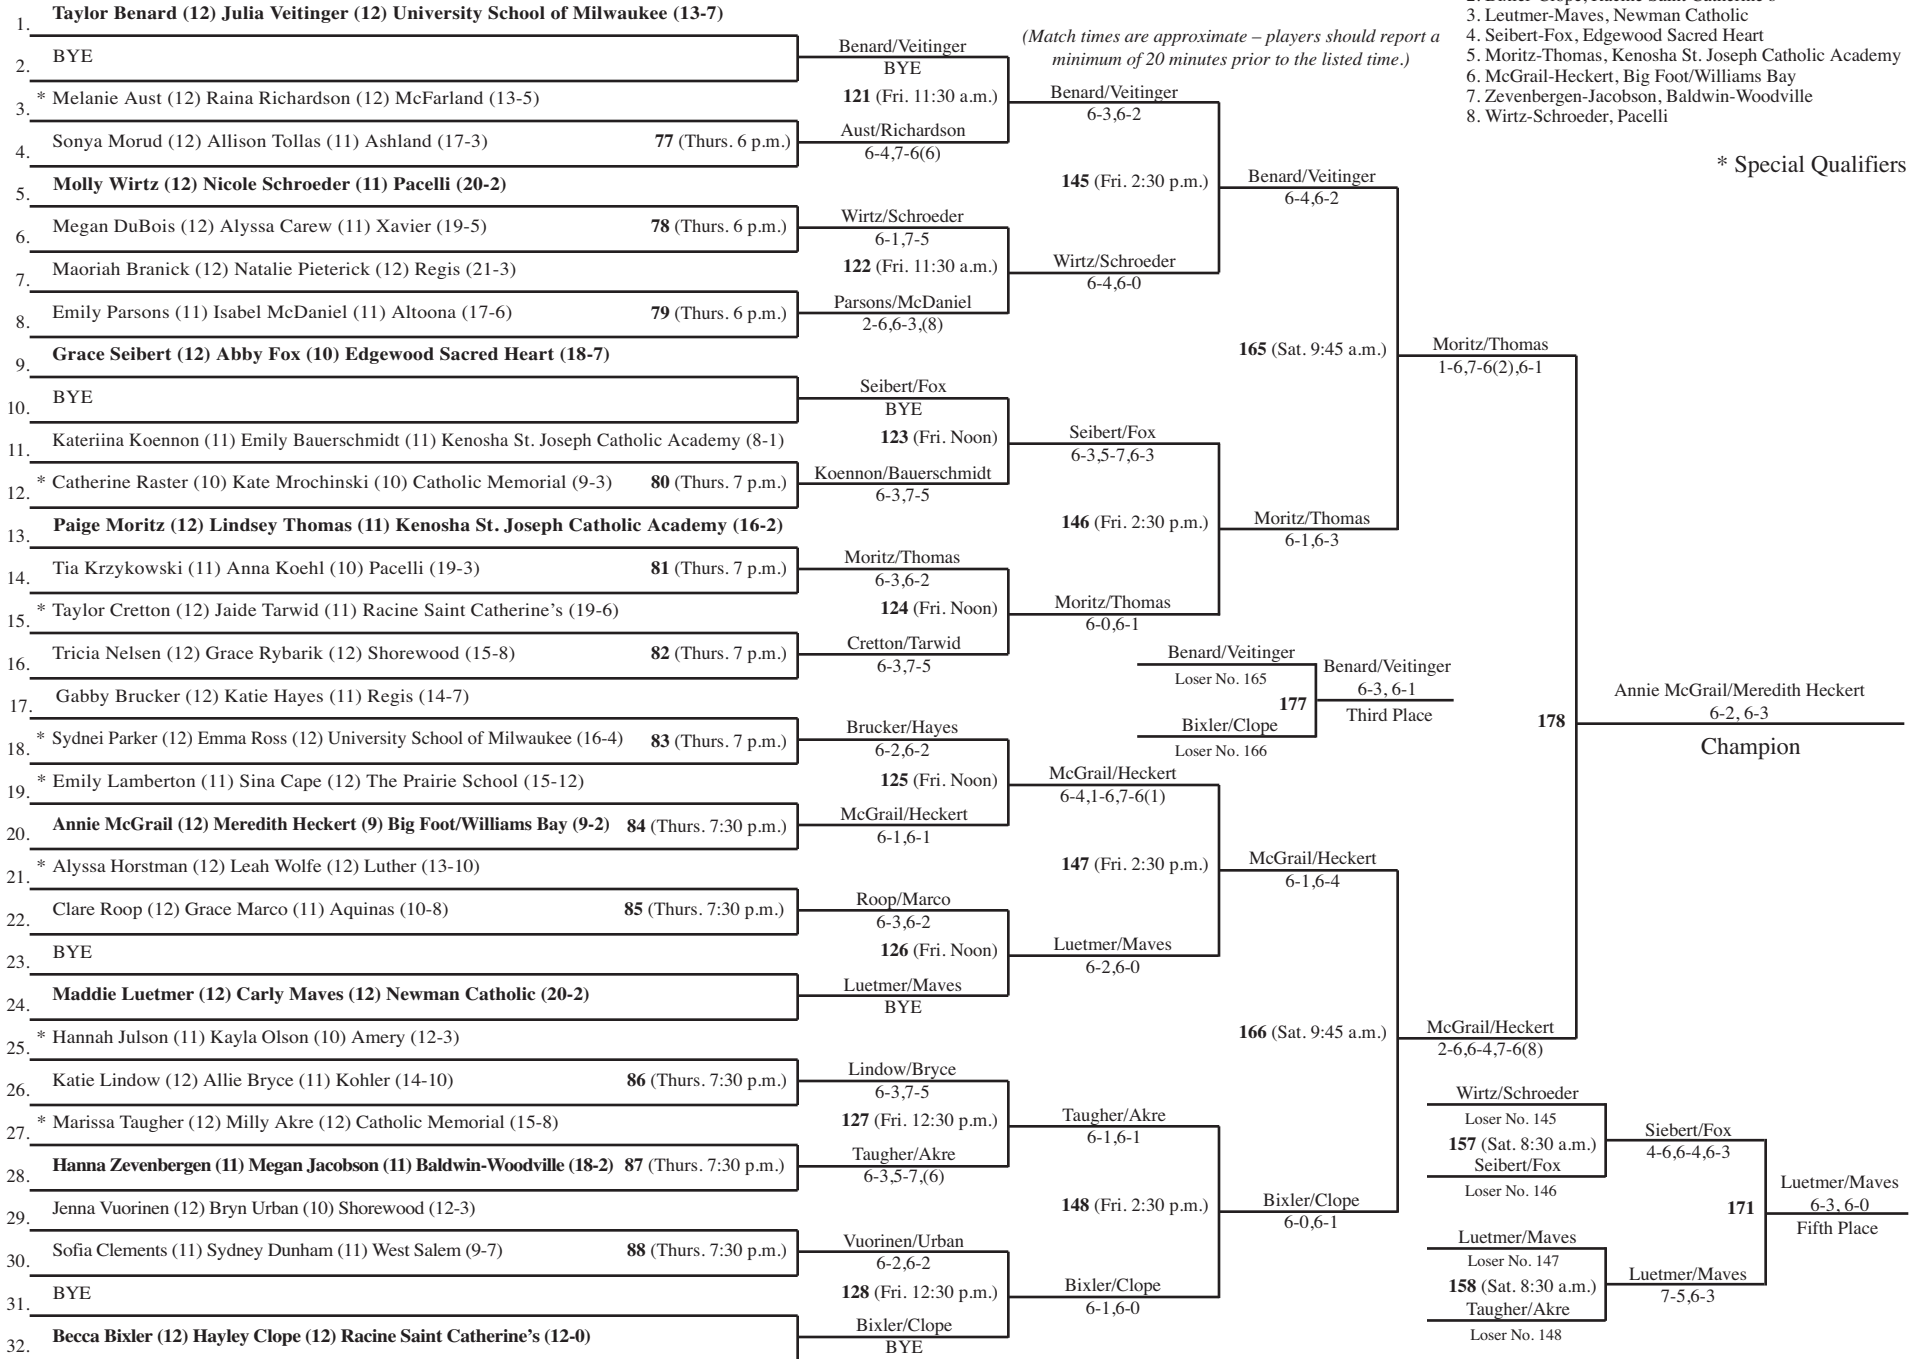 1. Taylor Benard (12) Julia Veitinger (12) University School of Milwaukee (13-7)
2. BYE
3. * Melanie Aust (12) Raina Richardson (12) McFarland (13-5)
4. Sonya Morud (12) Allison Tollas (11) Ashland (17-3) 77 (Thurs. 6 p.m.)
5. Molly Wirtz (12) Nicole Schroeder (11) Pacelli (20-2)
6. Megan DuBois (12) Alyssa Carew (11) Xavier (19-5) 78 (Thurs. 6 p.m.)
7. Maoriah Branick (12) Natalie Pieterick (12) Regis (21-3)
8. Emily Parsons (11) Isabel McDaniel (11) Altoona (17-6) 79 (Thurs. 6 p.m.)
9. Grace Seibert (12) Abby Fox (10) Edgewood Sacred Heart (18-7)
10. BYE
11. Kateriina Koennon (11) Emily Bauerschmidt (11) Kenosha St. Joseph Catholic Academy (8-1)
12. * Catherine Raster (10) Kate Mrochinski (10) Catholic Memorial (9-3) 80 (Thurs. 7 p.m.)
13. Paige Moritz (12) Lindsey Thomas (11) Kenosha St. Joseph Catholic Academy (16-2)
14. Tia Krzykowski (11) Anna Koehl (10) Pacelli (19-3) 81 (Thurs. 7 p.m.)
15. * Taylor Cretton (12) Jaide Tarwid (11) Racine Saint Catherine's (19-6)
16. Tricia Nelsen (12) Grace Rybarik (12) Shorewood (15-8) 82 (Thurs. 7 p.m.)
17. Gabby Brucker (12) Katie Hayes (11) Regis (14-7)
18. * Sydnei Parker (12) Emma Ross (12) University School of Milwaukee (16-4) 83 (Thurs. 7 p.m.)
19. * Emily Lamberton (11) Sina Cape (12) The Prairie School (15-12)
20. Annie McGrail (12) Meredith Heckert (9) Big Foot/Williams Bay (9-2) 84 (Thurs. 7:30 p.m.)
21. * Alyssa Horstman (12) Leah Wolfe (12) Luther (13-10)
22. Clare Roop (12) Grace Marco (11) Aquinas (10-8) 85 (Thurs. 7:30 p.m.)
23. BYE
24. Maddie Luetmer (12) Carly Maves (12) Newman Catholic (20-2)
25. * Hannah Julson (11) Kayla Olson (10) Amery (12-3)
26. Katie Lindow (12) Allie Bryce (11) Kohler (14-10) 86 (Thurs. 7:30 p.m.)
27. * Marissa Taugher (12) Milly Akre (12) Catholic Memorial (15-8)
28. Hanna Zevenbergen (11) Megan Jacobson (11) Baldwin-Woodville (18-2) 87 (Thurs. 7:30 p.m.)
29. Jenna Vuorinen (12) Bryn Urban (10) Shorewood (12-3)
30. Sofia Clements (11) Sydney Dunham (11) West Salem (9-7) 88 (Thurs. 7:30 p.m.)
31. BYE
32. Becca Bixler (12) Hayley Clope (12) Racine Saint Catherine's (12-0)
Benard/Veitinger
BYE
121 (Fri. 11:30 a.m.)
Aust/Richardson
6-4,7-6(6)
Wirtz/Schroeder
6-1,7-5
122 (Fri. 11:30 a.m.)
Parsons/McDaniel
2-6,6-3,(8)
Seibert/Fox
BYE
123 (Fri. Noon)
Koennon/Bauerschmidt
6-3,7-5
Moritz/Thomas
6-3,6-2
124 (Fri. Noon)
Cretton/Tarwid
6-3,7-5
Brucker/Hayes
6-2,6-2
125 (Fri. Noon)
McGrail/Heckert
6-1,6-1
Roop/Marco
6-3,6-2
126 (Fri. Noon)
Luetmer/Maves
BYE
Lindow/Bryce
6-3,7-5
127 (Fri. 12:30 p.m.)
Taugher/Akre
6-3,5-7,(6)
Vuorinen/Urban
6-2,6-2
128 (Fri. 12:30 p.m.)
Bixler/Clope
BYE
(Match times are approximate – players should report a
minimum of 20 minutes prior to the listed time.)
Benard/Veitinger
6-3,6-2
145 (Fri. 2:30 p.m.)
Wirtz/Schroeder
6-4,6-0
Seibert/Fox
6-3,5-7,6-3
146 (Fri. 2:30 p.m.)
Moritz/Thomas
6-0,6-1
McGrail/Heckert
6-4,1-6,7-6(1)
147 (Fri. 2:30 p.m.)
Luetmer/Maves
6-2,6-0
Taugher/Akre
6-1,6-1
148 (Fri. 2:30 p.m.)
Bixler/Clope
6-1,6-0
Benard/Veitinger
6-4,6-2
165 (Sat. 9:45 a.m.)
Moritz/Thomas
6-1,6-3
McGrail/Heckert
6-1,6-4
166 (Sat. 9:45 a.m.)
Bixler/Clope
6-0,6-1
Benard/Veitinger
Loser No. 165
177
Bixler/Clope
Loser No. 166
Benard/Veitinger
6-3, 6-1
Third Place
3. Leutmer-Maves, Newman Catholic
4. Seibert-Fox, Edgewood Sacred Heart
5. Moritz-Thomas, Kenosha St. Joseph Catholic Academy
6. McGrail-Heckert, Big Foot/Williams Bay
7. Zevenbergen-Jacobson, Baldwin-Woodville
8. Wirtz-Schroeder, Pacelli
* Special Qualifiers
Moritz/Thomas
1-6,7-6(2),6-1
178
McGrail/Heckert
2-6,6-4,7-6(8)
Annie McGrail/Meredith Heckert
6-2, 6-3
Champion
Wirtz/Schroeder
Loser No. 145
157 (Sat. 8:30 a.m.)
Seibert/Fox
Loser No. 146
Siebert/Fox
4-6,6-4,6-3
171
Luetmer/Maves
Loser No. 147
158 (Sat. 8:30 a.m.)
Taugher/Akre
Loser No. 148
Luetmer/Maves
7-5,6-3
Luetmer/Maves
6-3, 6-0
Fifth Place